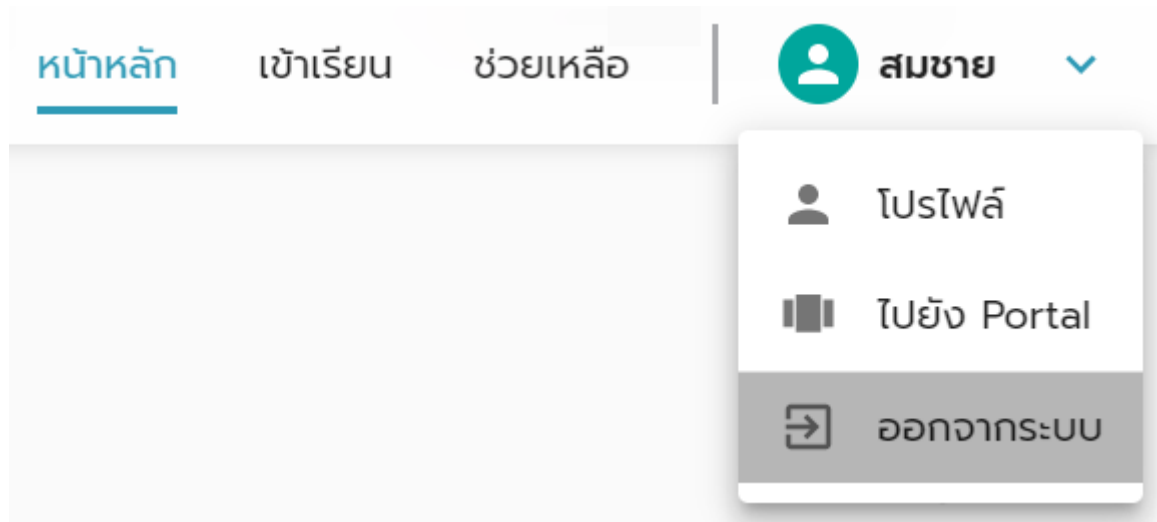 หน้าหลัก เข้าเรียน ช่วยเหลือ สมชาย
โปรไฟล์
ไปยัง Portal
ออกจากระบบ